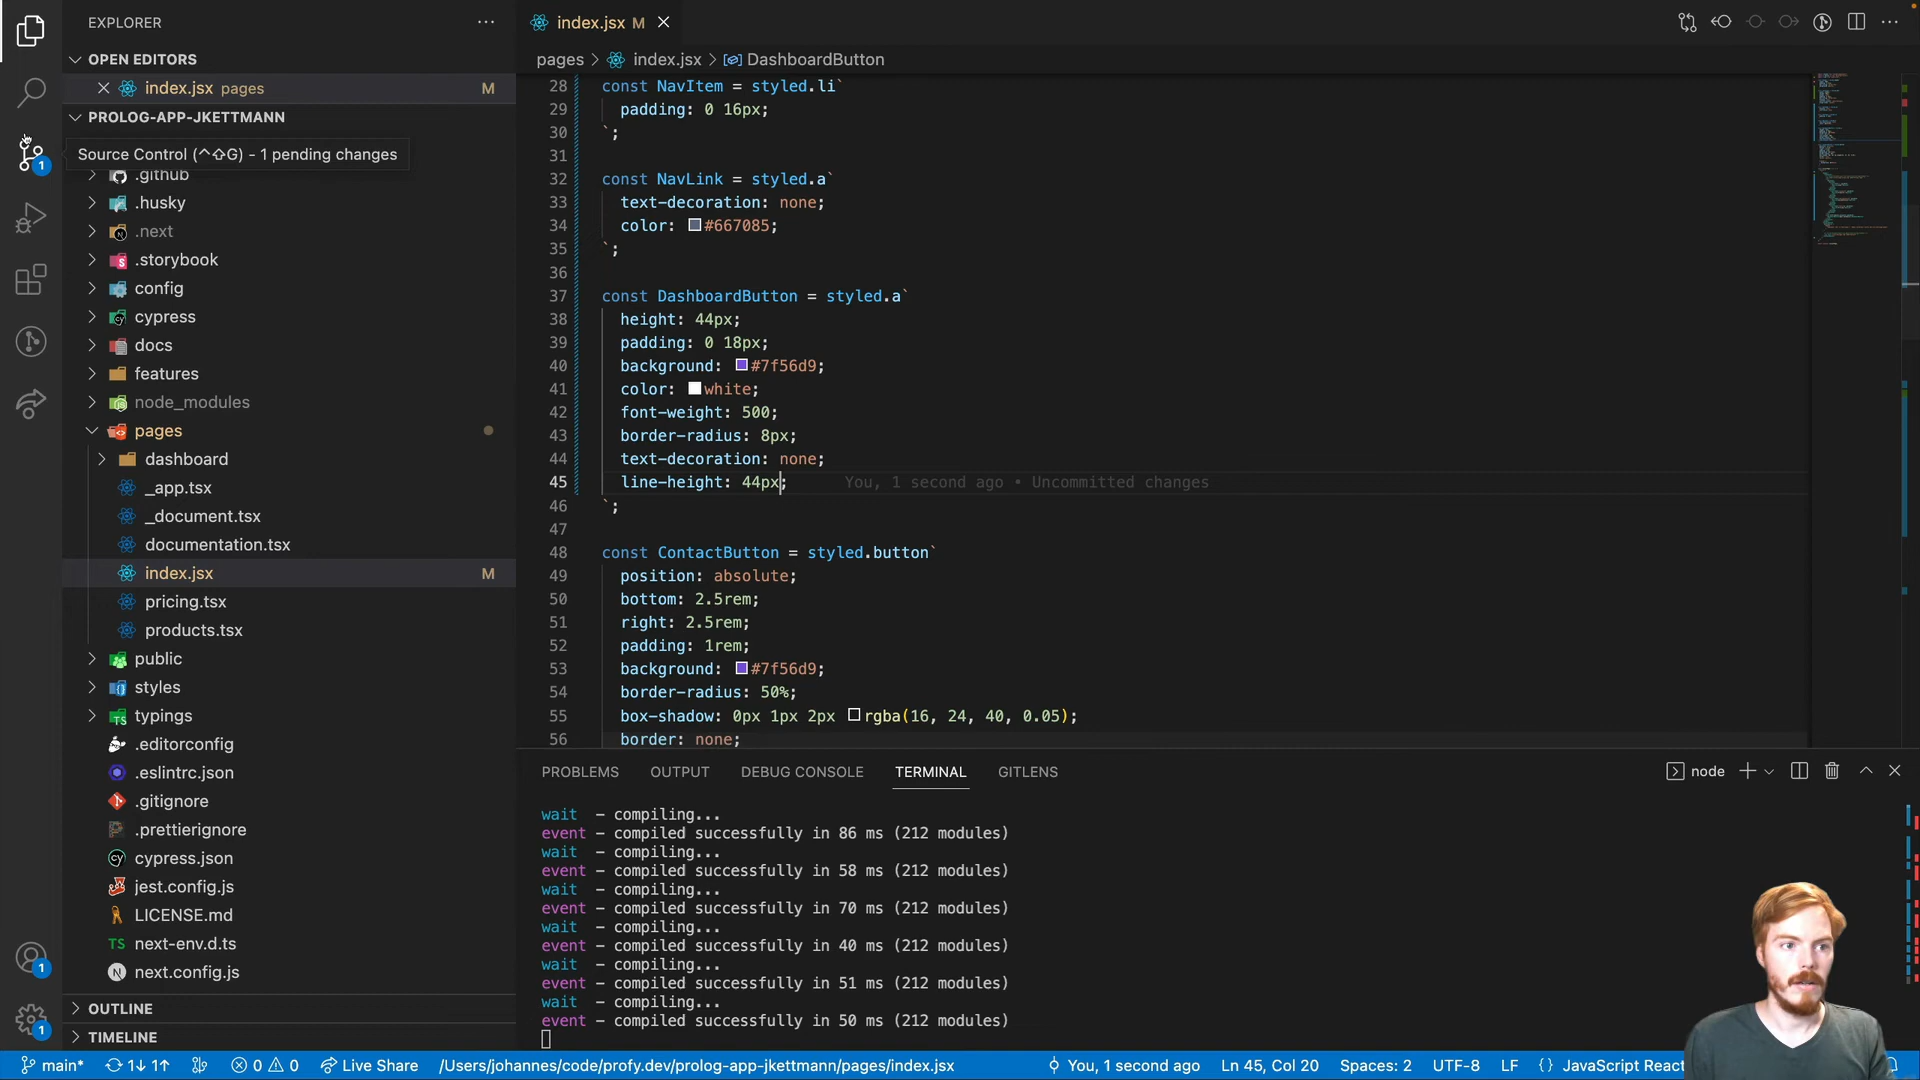 EXPLORER
OPEN EDITORS
index.jsx pages M
PROLOG-APP-JKETTMANN
Source Control (^⇧G) - 1 pending changes
1
.github
.husky
.next
.storybook
config
cypress
docs
features
node_modules
pages
dashboard
_app.tsx
_document.tsx
documentation.tsx
index.jsx M
pricing.tsx
products.tsx
public
styles
typings
.editorconfig
.eslintrc.json
.gitignore
.prettierignore
cypress.json
jest.config.js
LICENSE.md
TS next-env.d.ts
next.config.js
1
1
OUTLINE
TIMELINE
index.jsx M
pages > index.jsx > DashboardButton
28 const NavItem = styled.li`
29 padding: 0 16px;
30 `;
31
32 const NavLink = styled.a`
33 text-decoration: none;
34 color: #667085;
35 `;
36
37 const DashboardButton = styled.a`
38 height: 44px;
39 padding: 0 18px;
40 background: #7f56d9;
41 color: white;
42 font-weight: 500;
43 border-radius: 8px;
44 text-decoration: none;
45 line-height: 44px; You, 1 second ago • Uncommitted changes
46 `;
47
48 const ContactButton = styled.button`
49 position: absolute;
50 bottom: 2.5rem;
51 right: 2.5rem;
52 padding: 1rem;
53 background: #7f56d9;
54 border-radius: 50%;
55 box-shadow: 0px 1px 2px rgba(16, 24, 40, 0.05);
56 border: none;
PROBLEMS OUTPUT DEBUG CONSOLE TERMINAL GITLENS node
wait - compiling...
event - compiled successfully in 86 ms (212 modules)
wait - compiling...
event - compiled successfully in 58 ms (212 modules)
wait - compiling...
event - compiled successfully in 70 ms (212 modules)
wait - compiling...
event - compiled successfully in 40 ms (212 modules)
wait - compiling...
event - compiled successfully in 51 ms (212 modules)
wait - compiling...
event - compiled successfully in 50 ms (212 modules)
main* 1↓ 1↑ 0 0 Live Share /Users/johannes/code/profy.dev/prolog-app-jkettmann/pages/index.jsx You, 1 second ago Ln 45, Col 20 Spaces: 2 UTF-8 LF {} JavaScript React